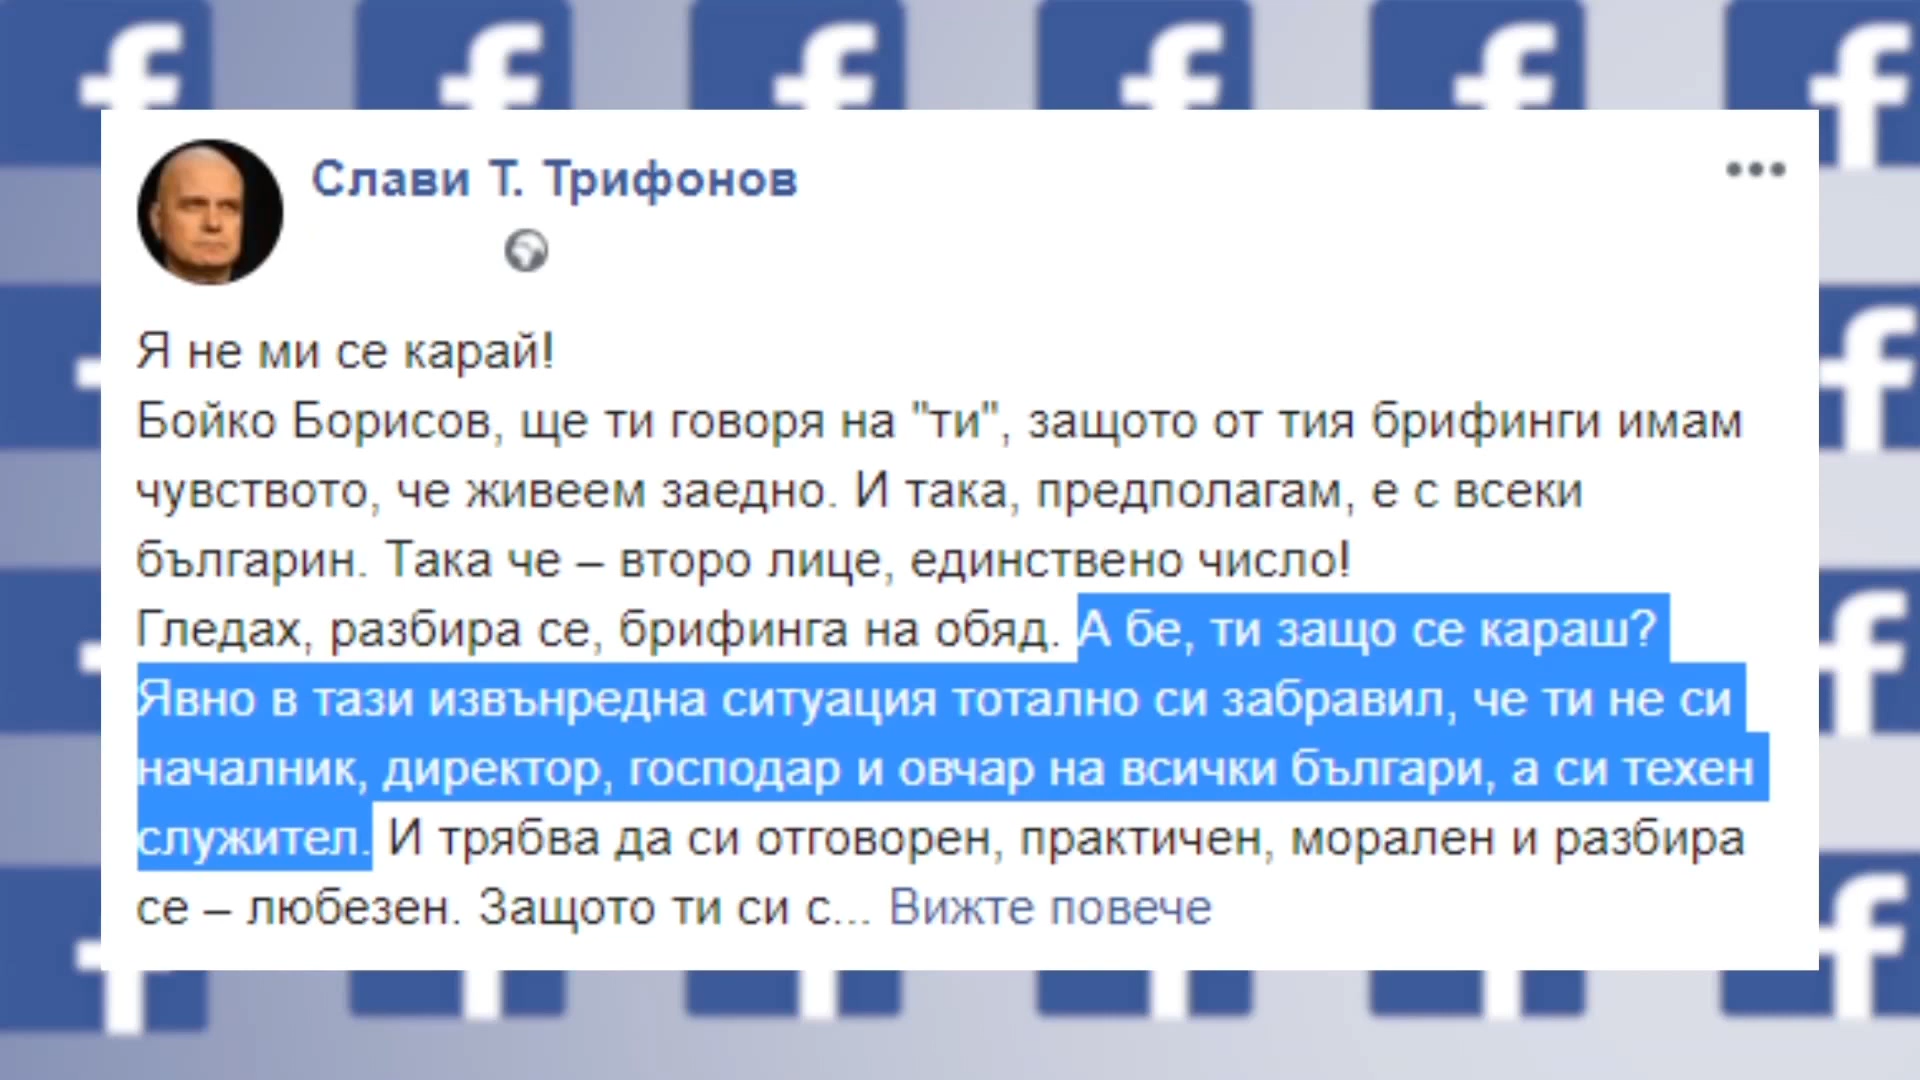 Слави Т. Трифонов
Я не ми се карай!
Бойко Борисов, ще ти говоря на "ти", защото от тия брифинги имам
чувството, че живеем заедно. И така, предполагам, е с всеки
българин. Така че – второ лице, единствено число!
Гледах, разбира се, брифинга на обяд. А бе, ти защо се караш?
Явно в тази извънредна ситуация тотално си забравил, че ти не си
началник, директор, господар и овчар на всички българи, а си техен
служител. И трябва да си отговорен, практичен, морален и разбира
се – любезен. Защото ти си с... Вижте повече